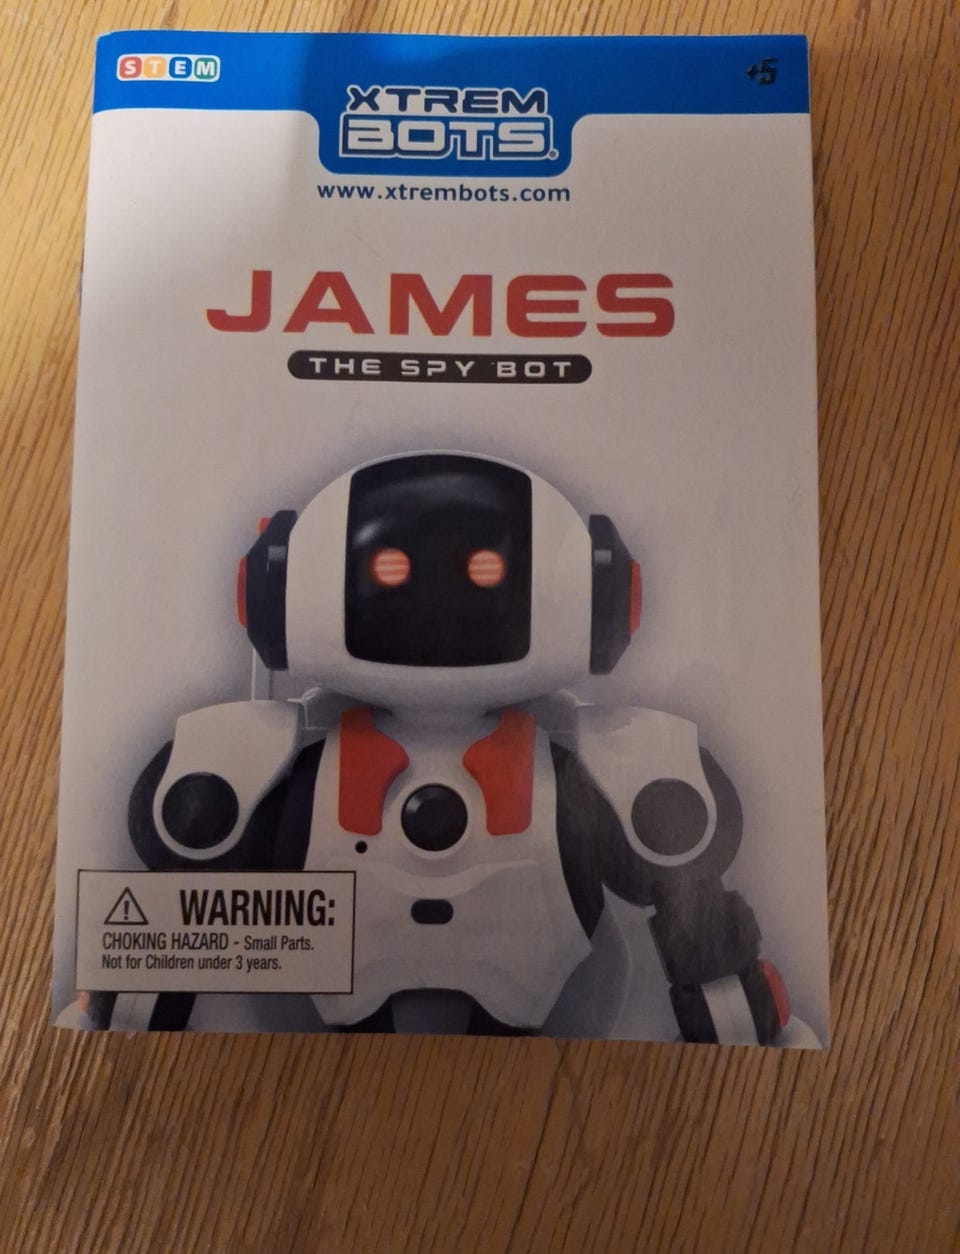 STEM
+5
XTREM
BOTS®
www.xtrembots.com
JAMES
THE SPY BOT
WARNING:
CHOKING HAZARD - Small Parts.
Not for Children under 3 years.